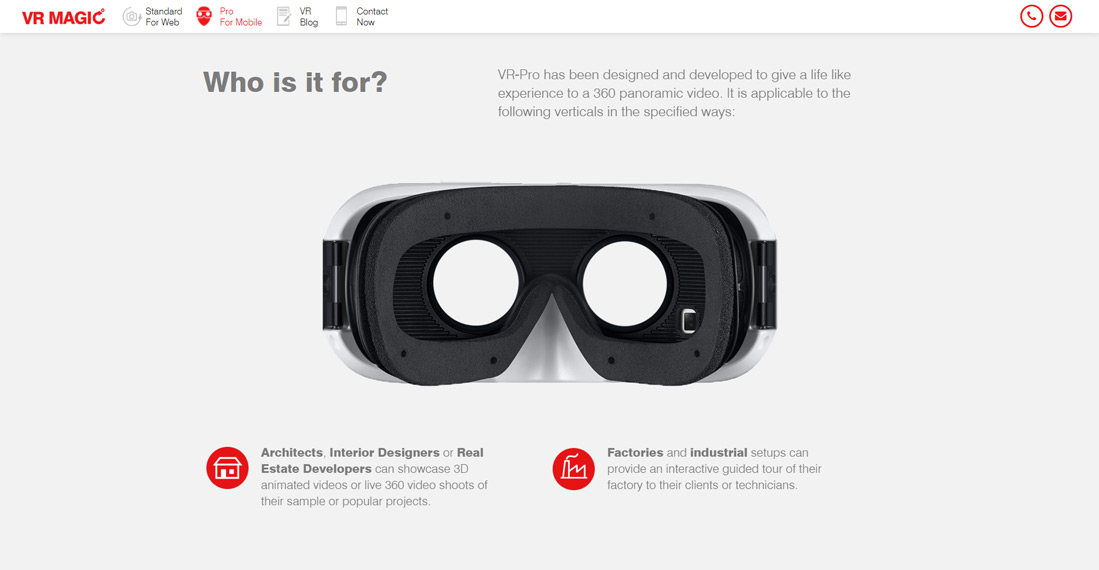 VR MAGIC
Standard
For Web
Pro
For Mobile
VR
Blog
Contact
Now
Who is it for?
VR-Pro has been designed and developed to give a life like
experience to a 360 panoramic video. It is applicable to the
following verticals in the specified ways:
Architects, Interior Designers or Real
Estate Developers can showcase 3D
animated videos or live 360 video shoots of
their sample or popular projects.
Factories and industrial setups can
provide an interactive guided tour of their
factory to their clients or technicians.